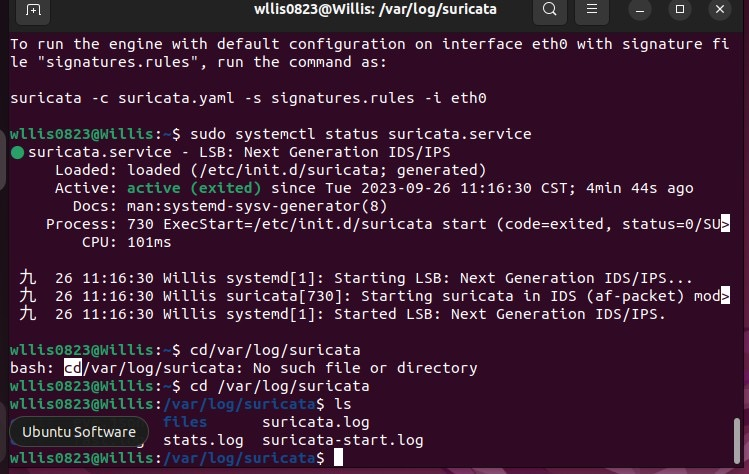 wllis0823@Willis: /var/log/suricata
To run the engine with default configuration on interface eth0 with signature fi
le "signatures.rules", run the command as:
suricata -c suricata.yaml -s signatures.rules -i eth0
wllis0823@Willis:~$ sudo systemctl status suricata.service
suricata.service - LSB: Next Generation IDS/IPS
Loaded: loaded (/etc/init.d/suricata; generated)
Active: active (exited) since Tue 2023-09-26 11:16:30 CST; 4min 44s ago
Docs: man:systemd-sysv-generator(8)
Process: 730 ExecStart=/etc/init.d/suricata start (code=exited, status=0/SU>
CPU: 101ms
九 26 11:16:30 Willis systemd[1]: Starting LSB: Next Generation IDS/IPS...
九 26 11:16:30 Willis suricata[730]: Starting suricata in IDS (af-packet) mod>
九 26 11:16:30 Willis systemd[1]: Started LSB: Next Generation IDS/IPS.
wllis0823@Willis:~$ cd/var/log/suricata
bash: cd/var/log/suricata: No such file or directory
wllis0823@Willis:~$ cd /var/log/suricata
wllis0823@Willis:/var/log/suricata$ ls
files suricata.log
Ubuntu Software
stats.log suricata-start.log
wllis0823@Willis:/var/log/suricata$